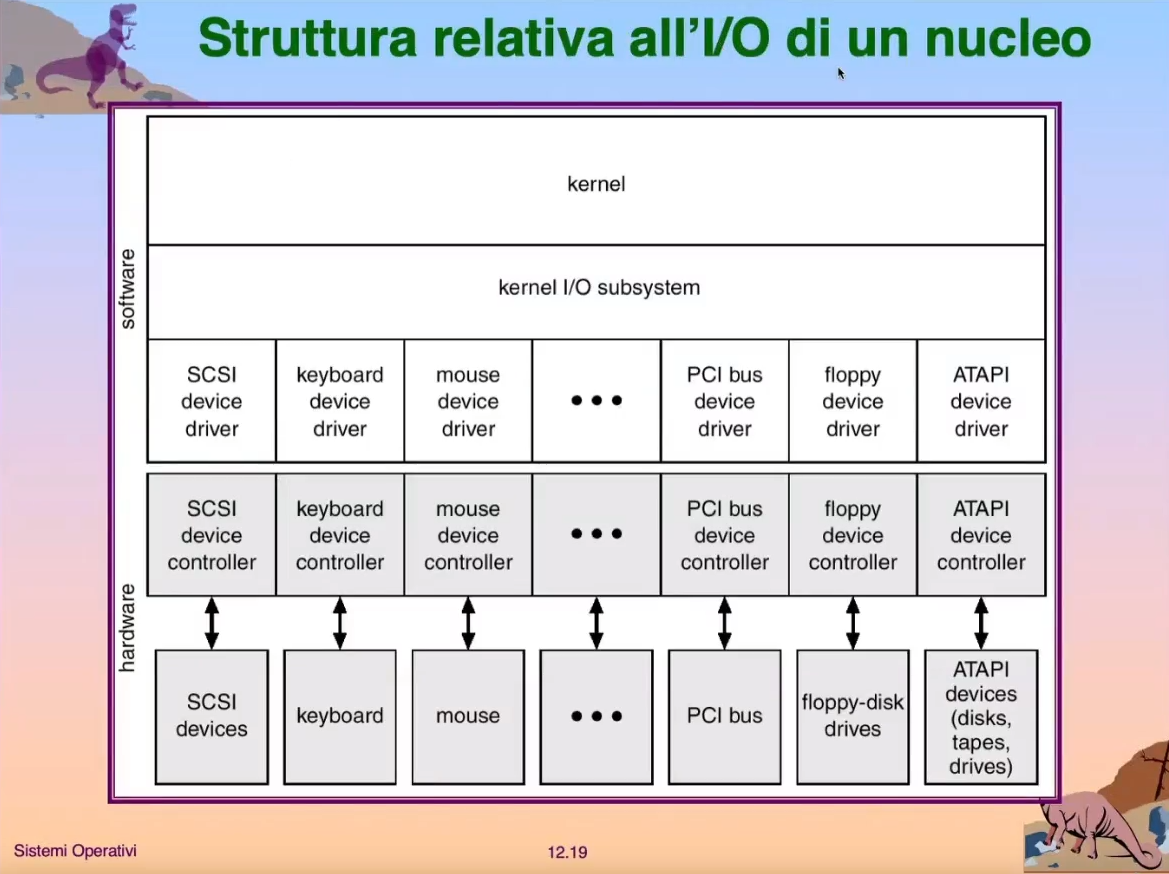 Struttura relativa all'I/O di un nucleo
software
kernel
kernel I/O subsystem
SCSI
device
driver
keyboard
device
driver
mouse
device
driver
•••
PCI bus
device
driver
floppy
device
driver
ATAPI
device
driver
hardware
SCSI
device
controller
keyboard
device
controller
mouse
device
controller
•••
PCI bus
device
controller
floppy
device
controller
ATAPI
device
controller
SCSI
devices
keyboard
mouse
•••
PCI bus
floppy-disk
drives
ATAPI
devices
(disks,
tapes,
drives)
Sistemi Operativi
12.19